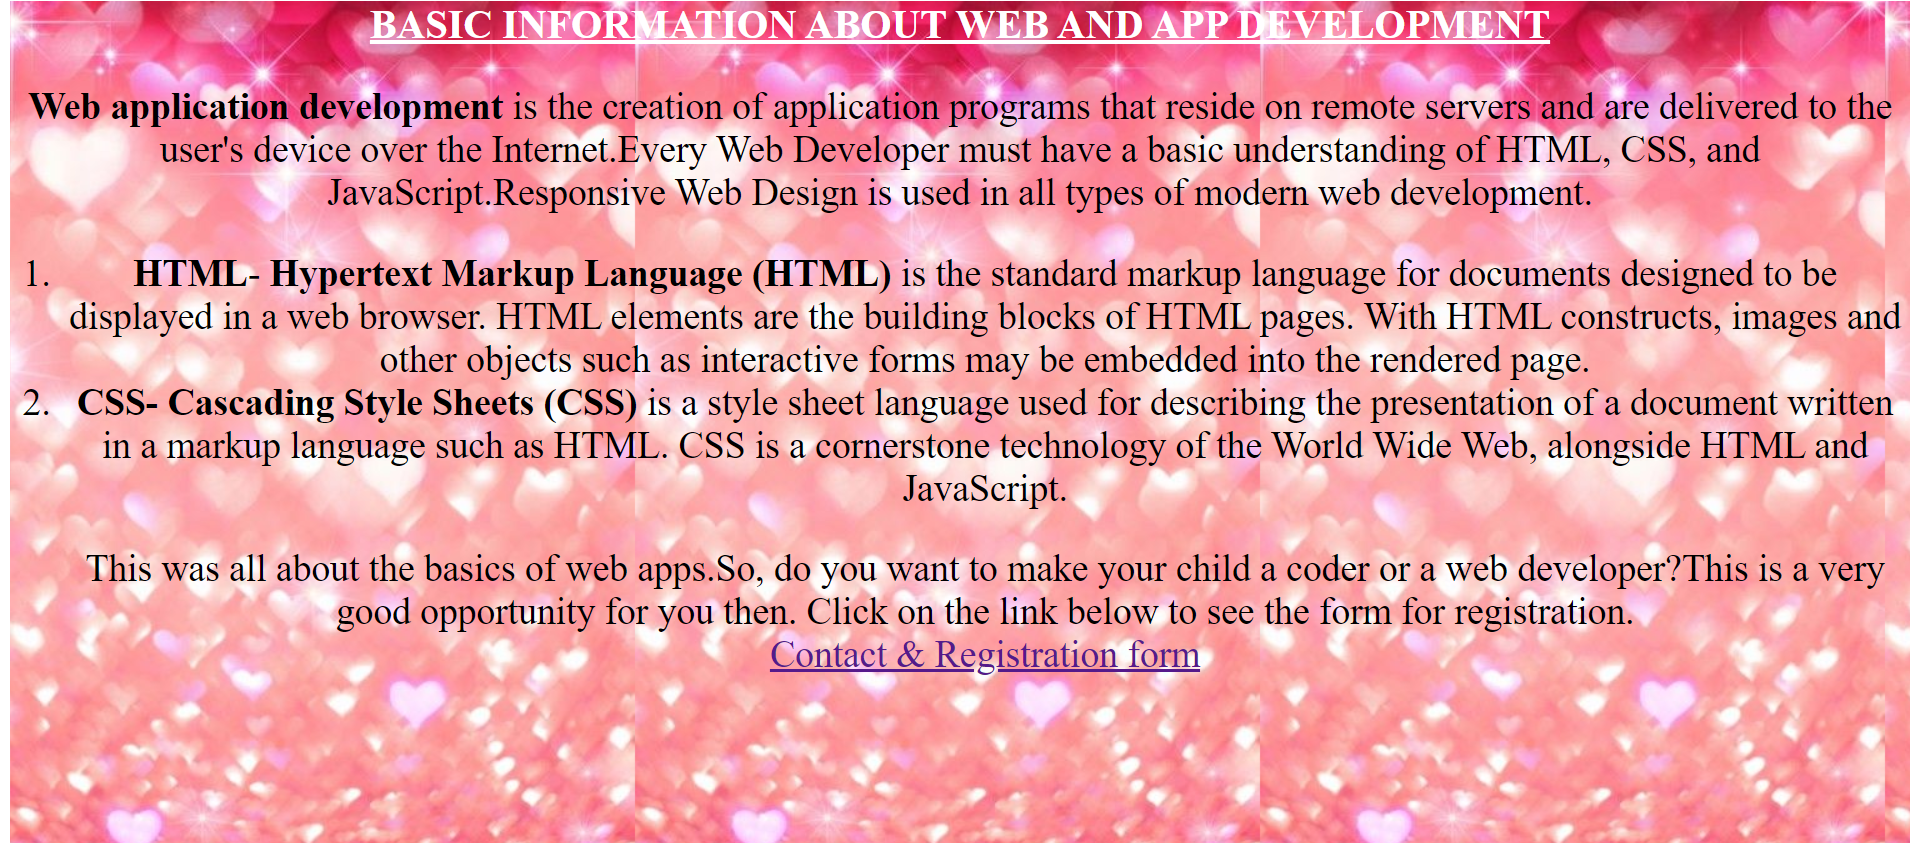 BASIC INFORMATION ABOUT WEB AND APP DEVELOPMENT
Web application development is the creation of application programs that reside on remote servers and are delivered to the
user's device over the Internet.Every Web Developer must have a basic understanding of HTML, CSS, and
JavaScript.Responsive Web Design is used in all types of modern web development.
1. HTML- Hypertext Markup Language (HTML) is the standard markup language for documents designed to be
displayed in a web browser. HTML elements are the building blocks of HTML pages. With HTML constructs, images and
other objects such as interactive forms may be embedded into the rendered page.
2. CSS- Cascading Style Sheets (CSS) is a style sheet language used for describing the presentation of a document written
in a markup language such as HTML. CSS is a cornerstone technology of the World Wide Web, alongside HTML and
JavaScript.
This was all about the basics of web apps.So, do you want to make your child a coder or a web developer?This is a very
good opportunity for you then. Click on the link below to see the form for registration.
Contact & Registration form